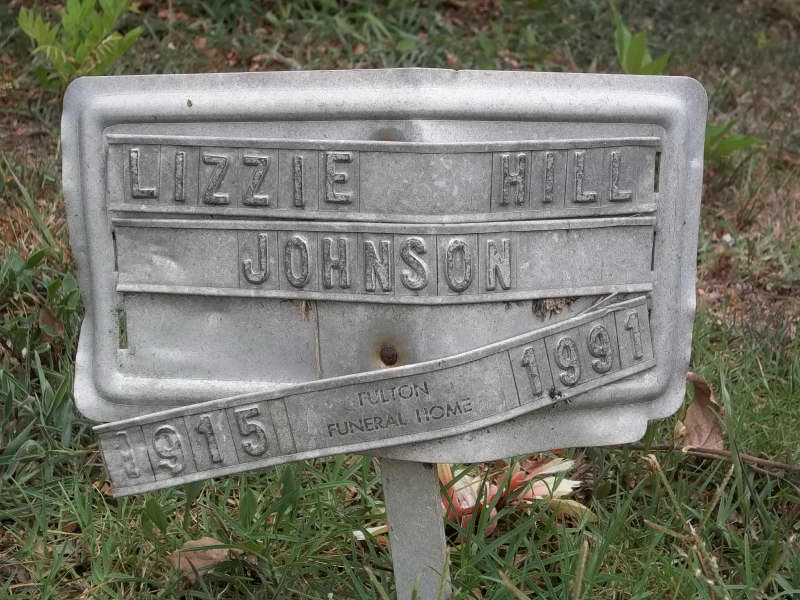 LIZZIE HILL
JOHNSON
1915 FULTON FUNERAL HOME 1991